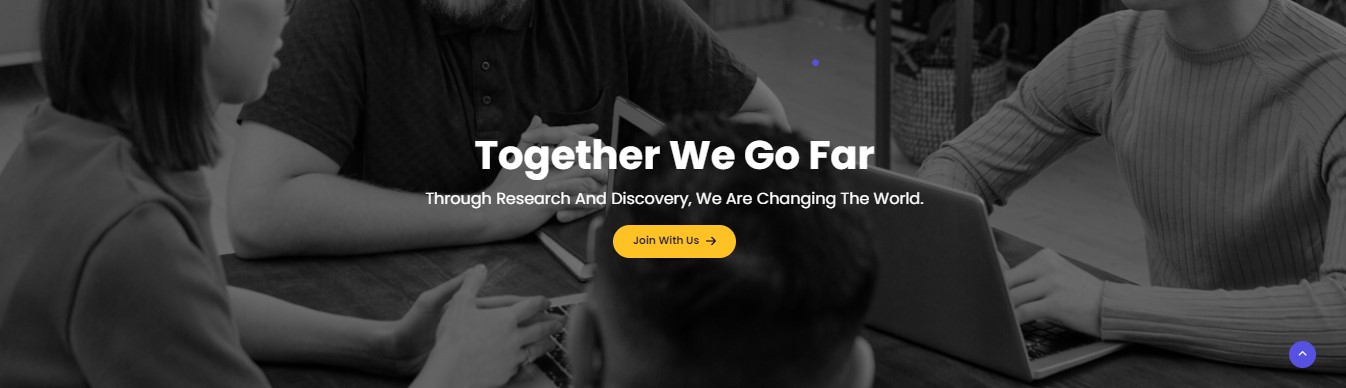 Together We Go Far
Through Research And Discovery, We Are Changing The World.
Join With Us